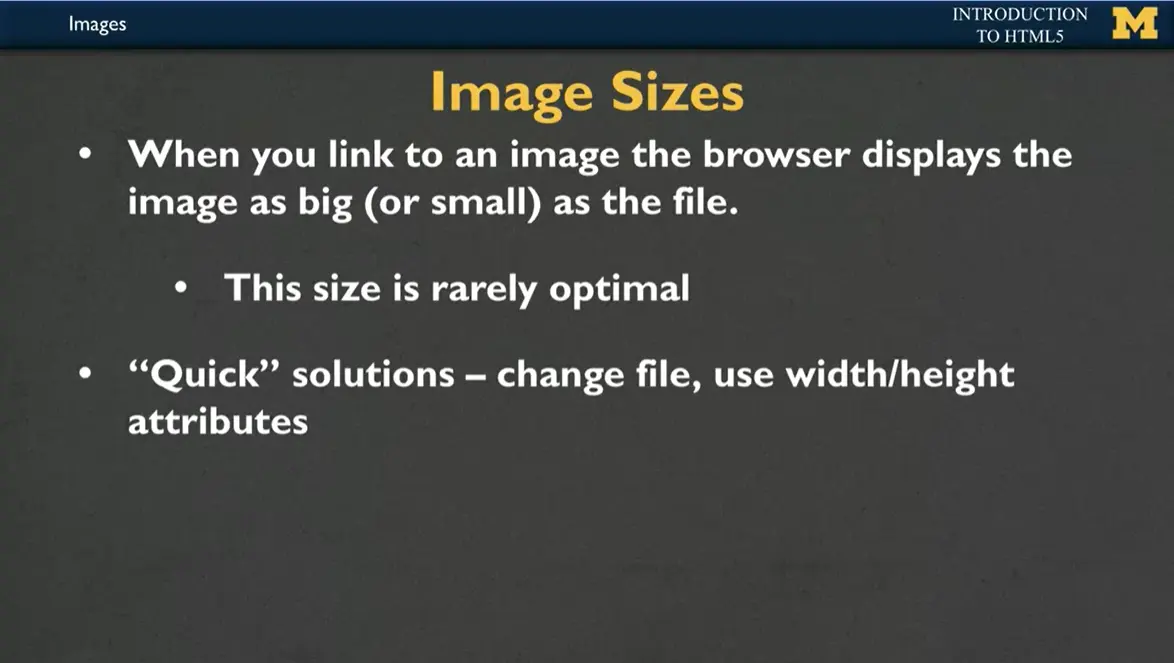 Images
INTRODUCTION
TO HTML5
M
Image Sizes
• When you link to an image the browser displays the
image as big (or small) as the file.
• This size is rarely optimal
• “Quick” solutions – change file, use width/height
attributes